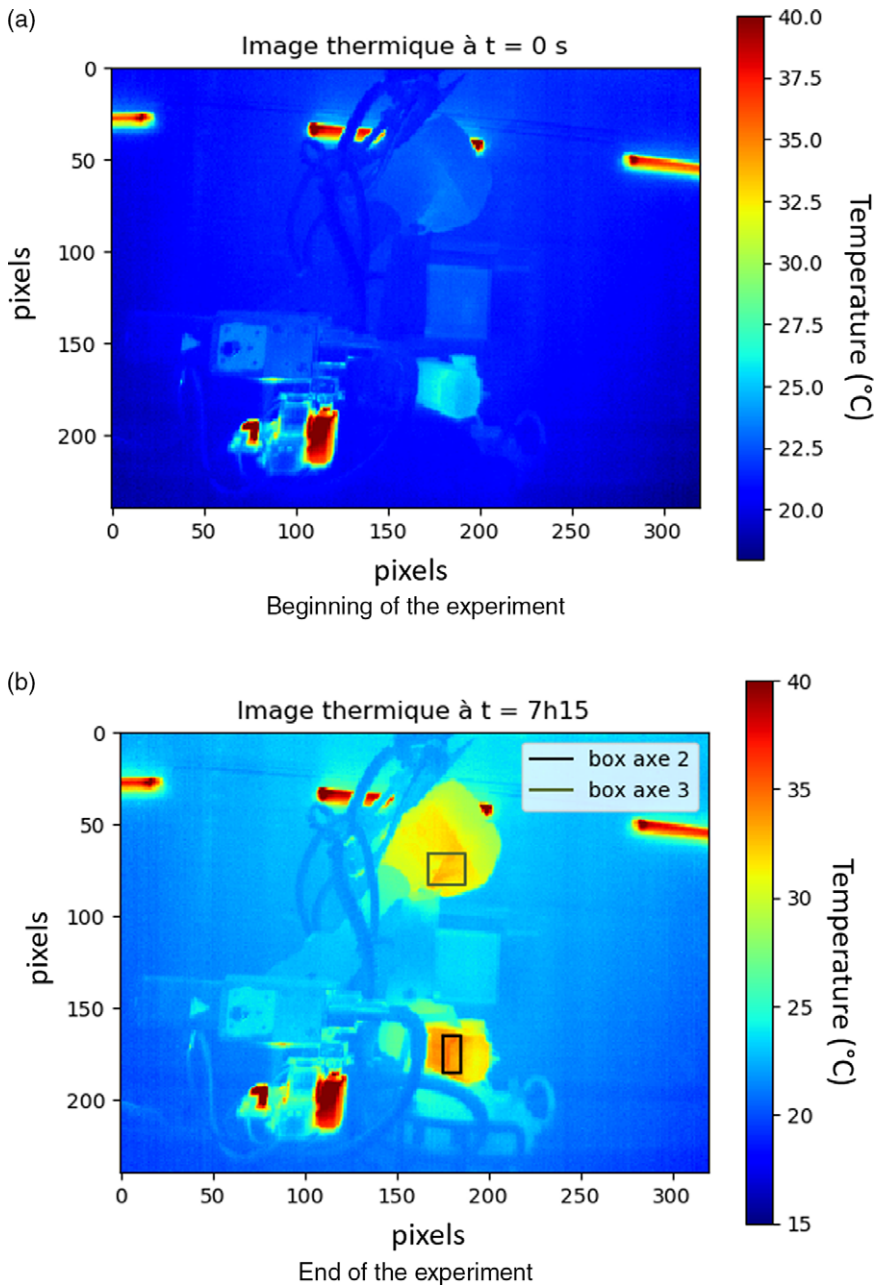 (a)
Image thermique à t = 0 s
0
50
100
150
200
pixels
0 50 100 150 200 250 300
pixels
40.0
37.5
35.0
32.5
30.0
27.5
25.0
22.5
20.0
Temperature (°C)
Beginning of the experiment
(b)
Image thermique à t = 7h15
box axe 2
box axe 3
0
50
100
150
200
pixels
0 50 100 150 200 250 300
pixels
40
35
30
25
20
15
Temperature (°C)
End of the experiment